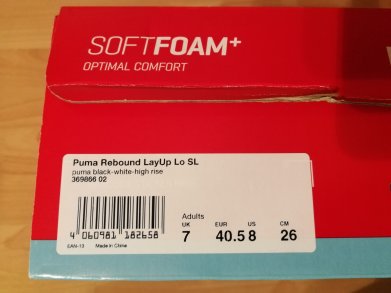 SOFTFOAM+
OPTIMAL COMFORT
Puma Rebound LayUp Lo SL
puma black-white-high rise
369866 02
Adults
UK EUR US CM
7 40.5 8 26
4 060981 182658
EAN-13 Made in China